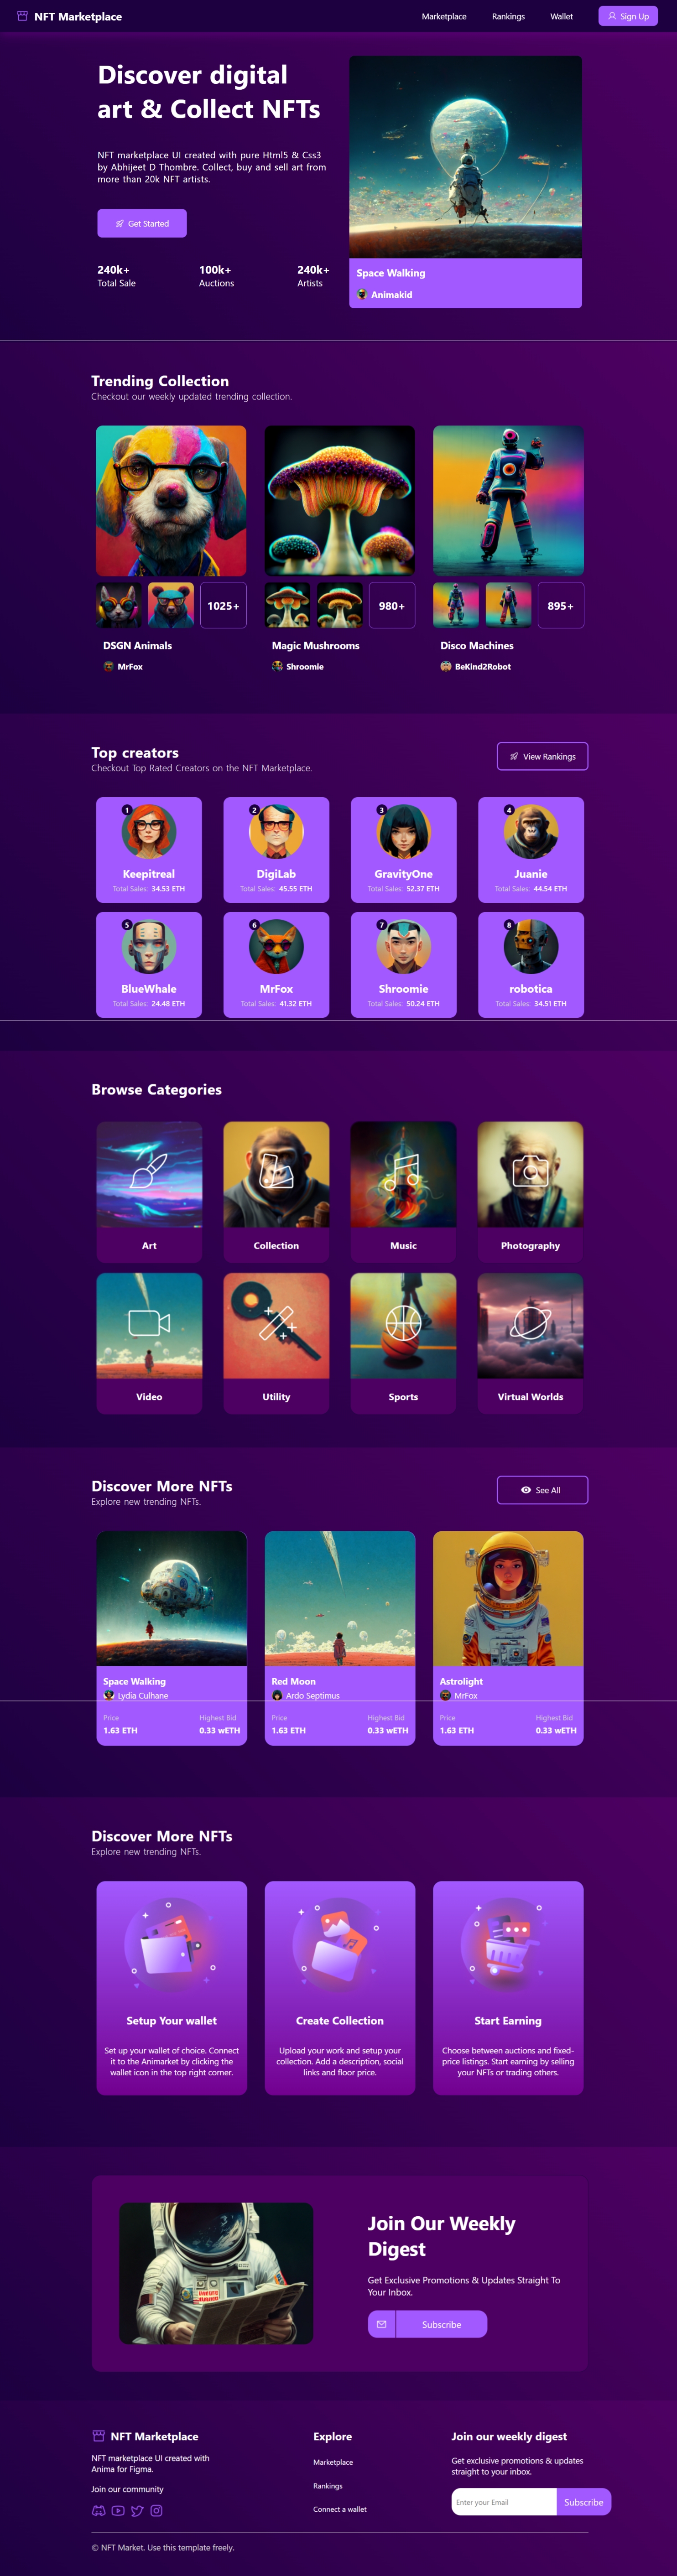 NFT Marketplace
Marketplace Rankings Wallet Sign Up
Discover digital
art & Collect NFTs
NFT marketplace UI created with pure Html5 & Css3
by Abhijeet D Thombre. Collect, buy and sell art from
more than 20k NFT artists.
Get Started
240k+ 100k+ 240k+
Total Sale Auctions Artists
Space Walking
Animakid
Trending Collection
Checkout our weekly updated trending collection.
1025+ 980+ 895+
DSGN Animals Magic Mushrooms Disco Machines
MrFox Shroomie BeKind2Robot
Top creators
Checkout Top Rated Creators on the NFT Marketplace.
View Rankings
1 2 3 4
Keepitreal DigiLab GravityOne Juanie
Total Sales: 34.53 ETH Total Sales: 45.55 ETH Total Sales: 52.37 ETH Total Sales: 44.54 ETH
5 6 7 8
BlueWhale MrFox Shroomie robotica
Total Sales: 24.48 ETH Total Sales: 41.32 ETH Total Sales: 50.24 ETH Total Sales: 34.51 ETH
Browse Categories
Art Collection Music Photography
Video Utility Sports Virtual Worlds
Discover More NFTs
Explore new trending NFTs.
See All
Space Walking Red Moon Astrolight
Lydia Culhane Ardo Septimus MrFox
Price Highest Bid Price Highest Bid Price Highest Bid
1.63 ETH 0.33 wETH 1.63 ETH 0.33 wETH 1.63 ETH 0.33 wETH
Discover More NFTs
Explore new trending NFTs.
Setup Your wallet
Set up your wallet of choice. Connect
it to the Animarket by clicking the
wallet icon in the top right corner.
Create Collection
Upload your work and setup your
collection. Add a description, social
links and floor price.
Start Earning
Choose between auctions and fixed-
price listings. Start earning by selling
your NFTs or trading others.
Join Our Weekly
Digest
Get Exclusive Promotions & Updates Straight To
Your Inbox.
Subscribe
NFT Marketplace
NFT marketplace UI created with
Anima for Figma.
Join our community
Explore
Marketplace
Rankings
Connect a wallet
Join our weekly digest
Get exclusive promotions & updates
straight to your inbox.
Enter your Email Subscribe
© NFT Market. Use this template freely.